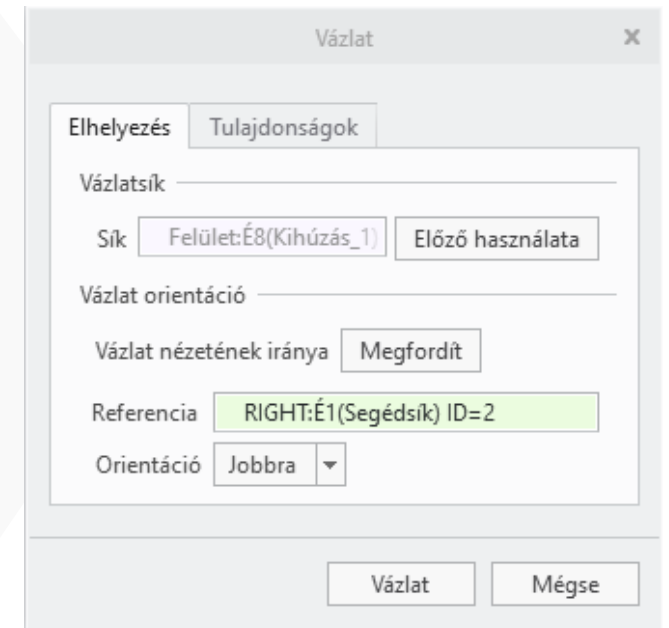 Vázlat
Elhelyezés Tulajdonságok
Vázlatsík
Sík Felület:É8(Kihúzás_1) Előző használata
Vázlat orientáció
Vázlat nézetének iránya Megfordít
Referencia RIGHT:É1(Segédsík) ID=2
Orientáció Jobbra
Vázlat Mégse